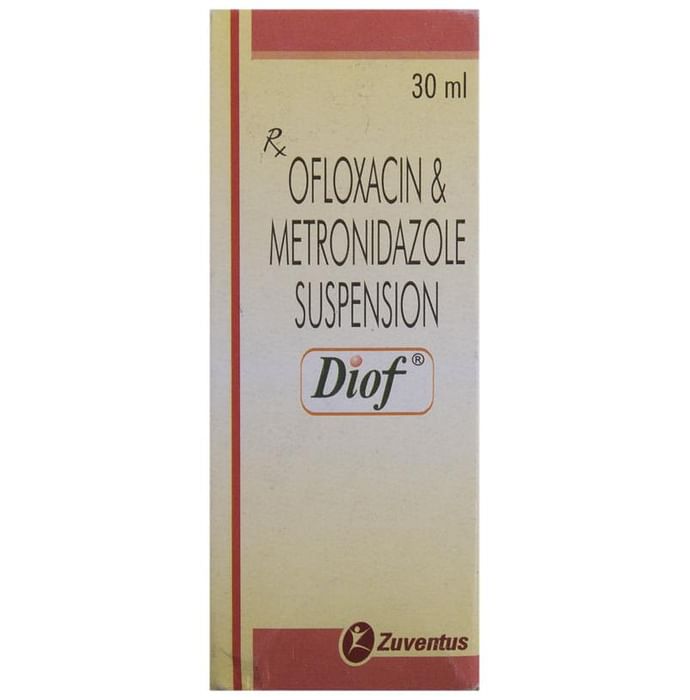 30 ml
Rx
OFLOXACIN &
METRONIDAZOLE
SUSPENSION
Diof®
Zuventus